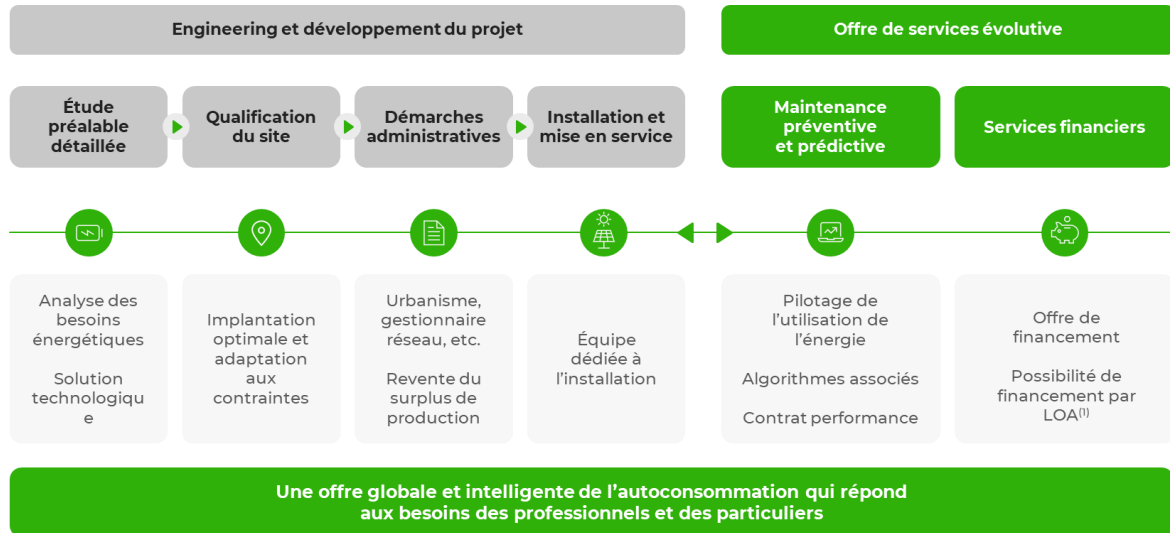 Engineering et développement du projet
Offre de services évolutive
Étude
préalable
détaillée
Qualification
du site
Démarches
administratives
Installation et
mise en service
Maintenance
préventive
et prédictive
Services financiers
Analyse des
besoins
énergétiques
Solution
technologiqu
e
Implantation
optimale et
adaptation
aux
contraintes
Urbanisme,
gestionnaire
réseau, etc.
Revente du
surplus de
production
Équipe
dédiée à
l’installation
Pilotage de
l’utilisation de
l’énergie
Algorithmes associés
Contrat performance
Offre de
financement
Possibilité de
financement par
LOA(1)
Une offre globale et intelligente de l’autoconsommation qui répond
aux besoins des professionnels et des particuliers